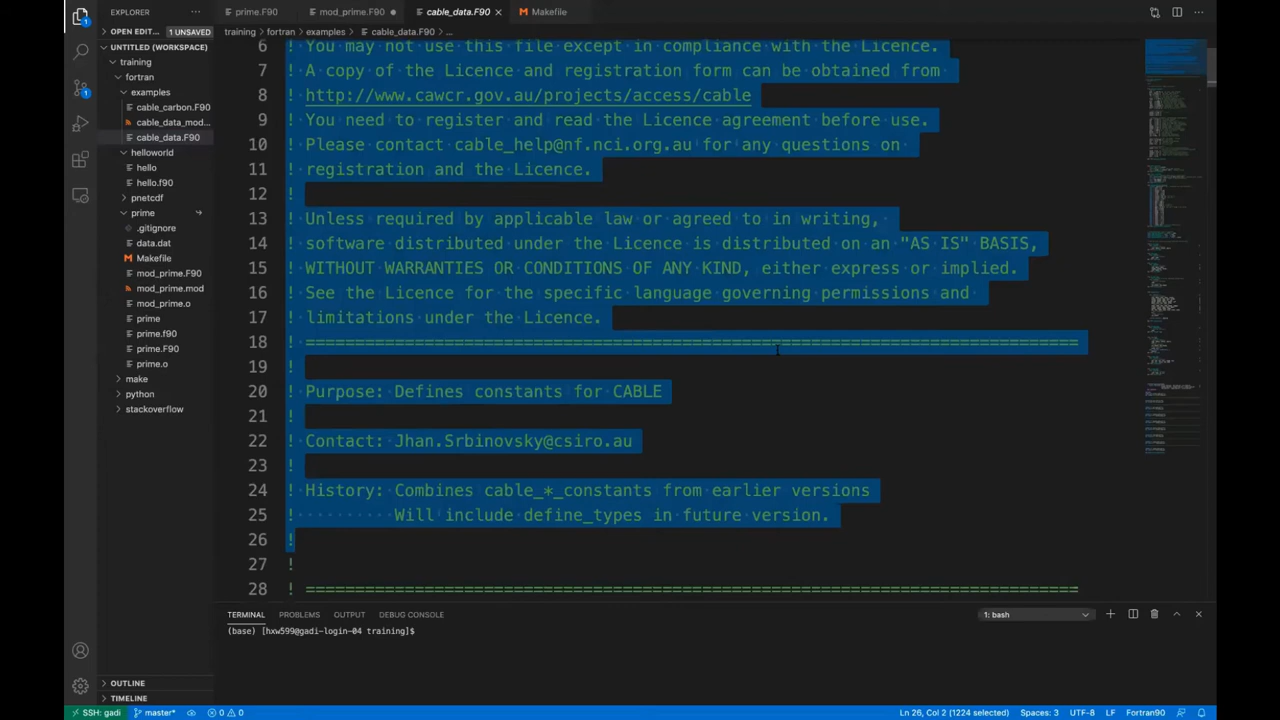 EXPLORER ···
prime.F90
mod_prime.F90 ●
cable_data.F90 ×
Makefile
OPEN EDIT... 1 UNSAVED
training > fortran > examples > cable_data.F90 > ...
UNTITLED (WORKSPACE)
training
fortran
examples
cable_carbon.F90
cable_data_mod...
cable_data.F90
helloworld
hello
hello.f90
pnetcdf
prime
.gitignore
data.dat
Makefile
mod_prime.F90
mod_prime.mod
mod_prime.o
prime
prime.f90
prime.F90
prime.o
make
python
stackoverflow
OUTLINE
TIMELINE
6 ! You may not use this file except in compliance with the Licence.
7 ! A copy of the Licence and registration form can be obtained from
8 ! http://www.cawcr.gov.au/projects/access/cable
9 ! You need to register and read the Licence agreement before use.
10 ! Please contact cable_help@nf.nci.org.au for any questions on
11 ! registration and the Licence.
12 !
13 ! Unless required by applicable law or agreed to in writing,
14 ! software distributed under the Licence is distributed on an "AS IS" BASIS,
15 ! WITHOUT WARRANTIES OR CONDITIONS OF ANY KIND, either express or implied.
16 ! See the Licence for the specific language governing permissions and
17 ! limitations under the Licence.
18 ! ==============================================================================
19 !
20 ! Purpose: Defines constants for CABLE
21 !
22 ! Contact: Jhan.Srbinovsky@csiro.au
23 !
24 ! History: Combines cable_*_constants from earlier versions
25 !          Will include define_types in future version.
26 !
27 !
28 ! ==============================================================================
TERMINAL PROBLEMS OUTPUT DEBUG CONSOLE
1: bash
(base) [hxw599@gadi-login-04 training]$
SSH: gadi master* 0 0 Ln 26, Col 2 (1224 selected) Spaces: 3 UTF-8 LF Fortran90